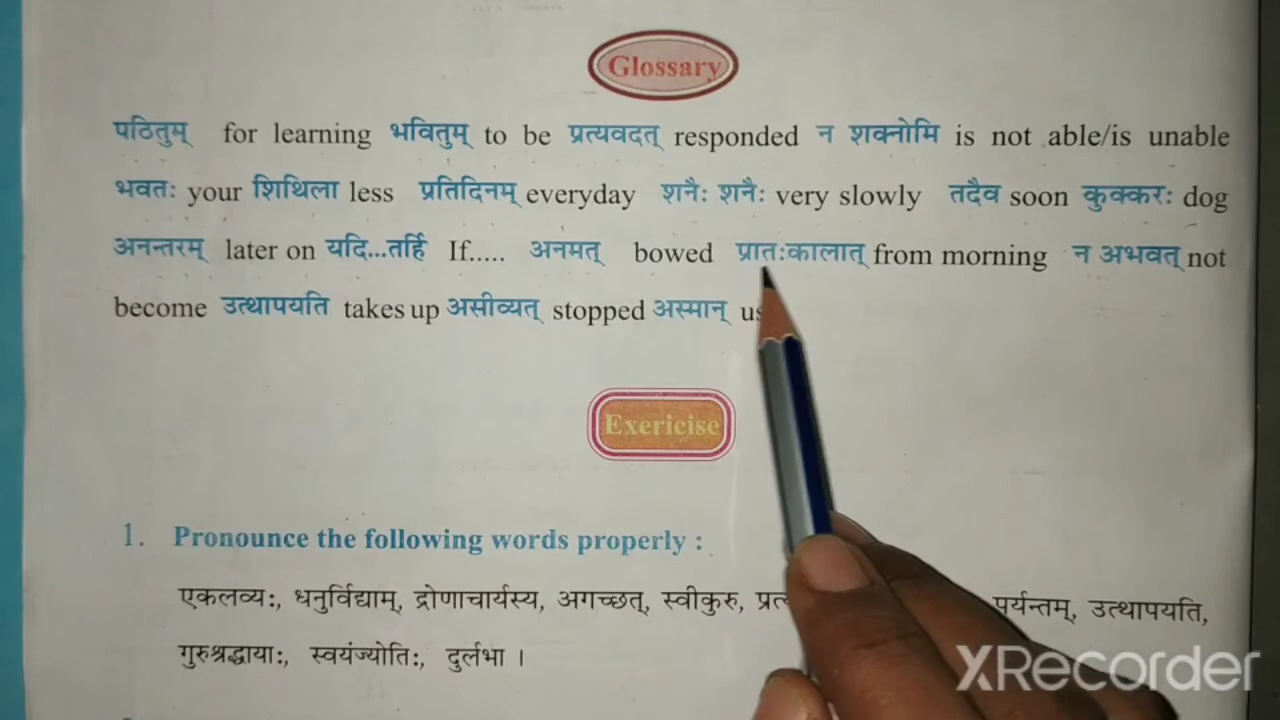 Glossary
पठितुम् for learning भवितुम् to be प्रत्यवदत् responded न शक्नोमि is not able/is unable
भवतः your शिथिला less प्रतिदिनम् everyday शनैः शनैः very slowly तदैव soon कुक्करः dog
अनन्तरम् later on यदि...तर्हि If..... अनमत् bowed प्रातःकालात् from morning न अभवत् not
become उत्थापयति takes up असीव्यत् stopped अस्मान् us
Exericise
1. Pronounce the following words properly :
एकलव्यः, धनुर्विद्याम्, द्रोणाचार्यस्य, अगच्छत्, स्वीकुरु, पर्यन्तम्, उत्थापयति,
गुरुश्रद्धायाः, स्वयंज्योतिः, दुर्लभा ।
XRecorder